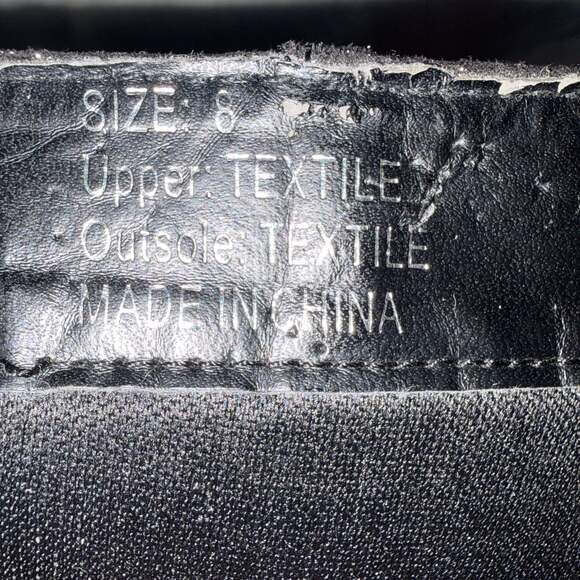 SIZE: 8
Upper: TEXTILE
Outsole: TEXTILE
MADE IN CHINA